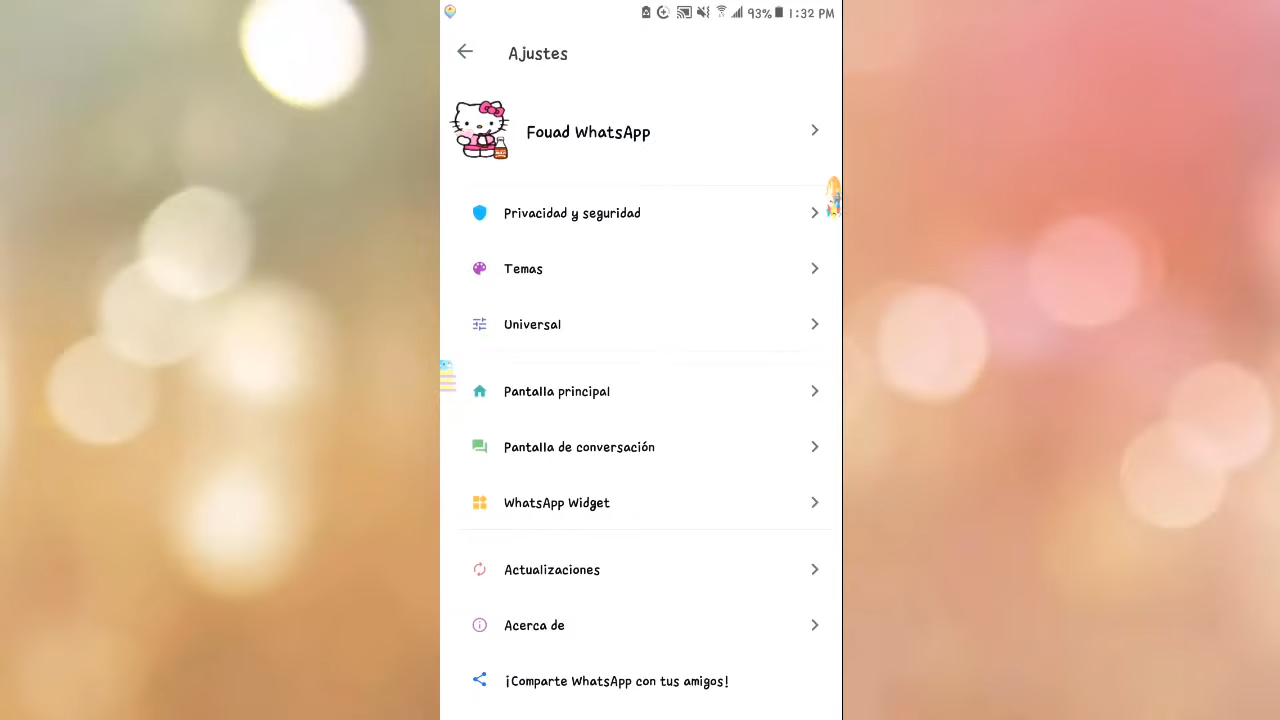 93% 1:32 PM
Ajustes
Fouad WhatsApp
Privacidad y seguridad
Temas
Universal
Pantalla principal
Pantalla de conversación
WhatsApp Widget
Actualizaciones
Acerca de
¡Comparte WhatsApp con tus amigos!